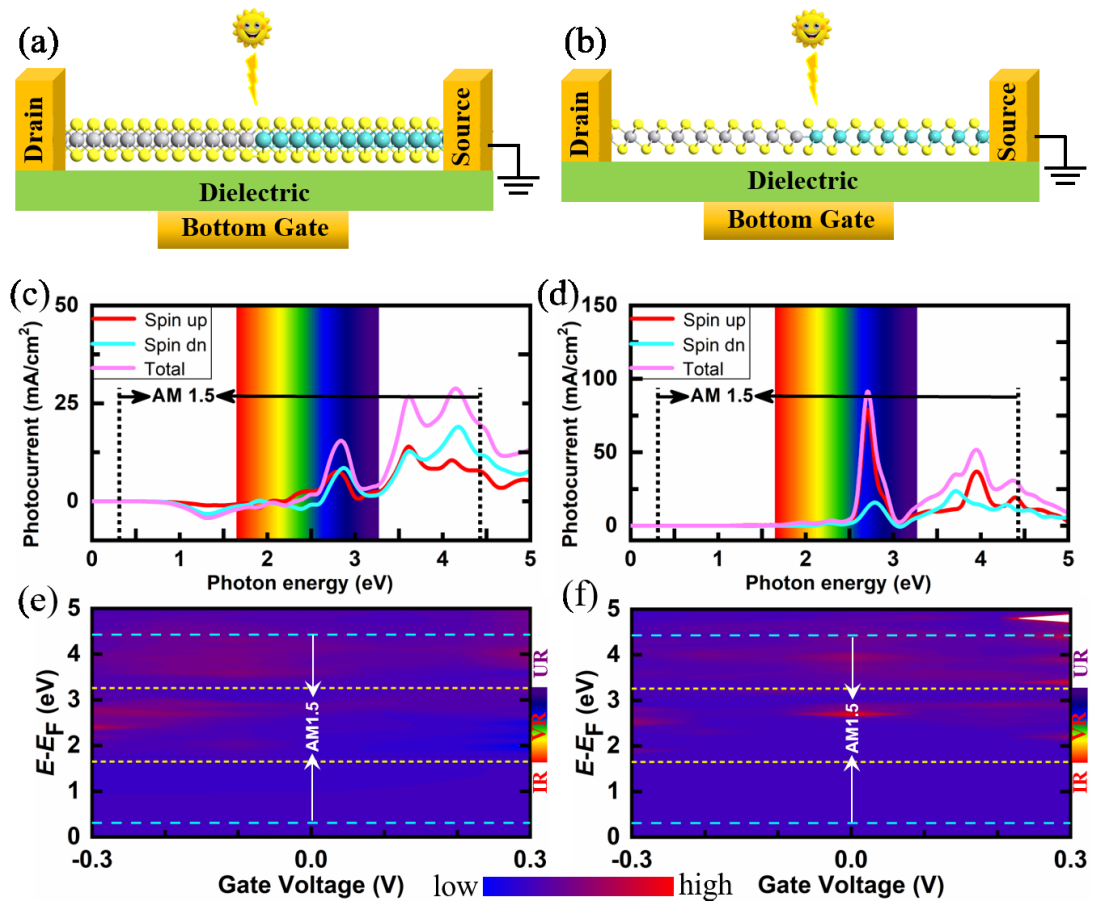 (a)
Drain
Source
Dielectric
Bottom Gate
(b)
Drain
Source
Dielectric
Bottom Gate
(c)
Photocurrent (mA/cm²)
50
25
0
Spin up
Spin dn
Total
AM 1.5
0 1 2 3 4 5
Photon energy (eV)
(d)
Photocurrent (mA/cm²)
150
100
75
50
25
0
Spin up
Spin dn
Total
AM 1.5
0 1 2 3 4 5
Photon energy (eV)
(e)
E-EF (eV)
5
4
3
2
1
0
AM1.5
UR
VR
IR
-0.3 0.0 0.3
Gate Voltage (V)
(f)
E-EF (eV)
5
4
3
2
1
0
AM1.5
UR
VR
IR
-0.3 0.0 0.3
Gate Voltage (V)
low high